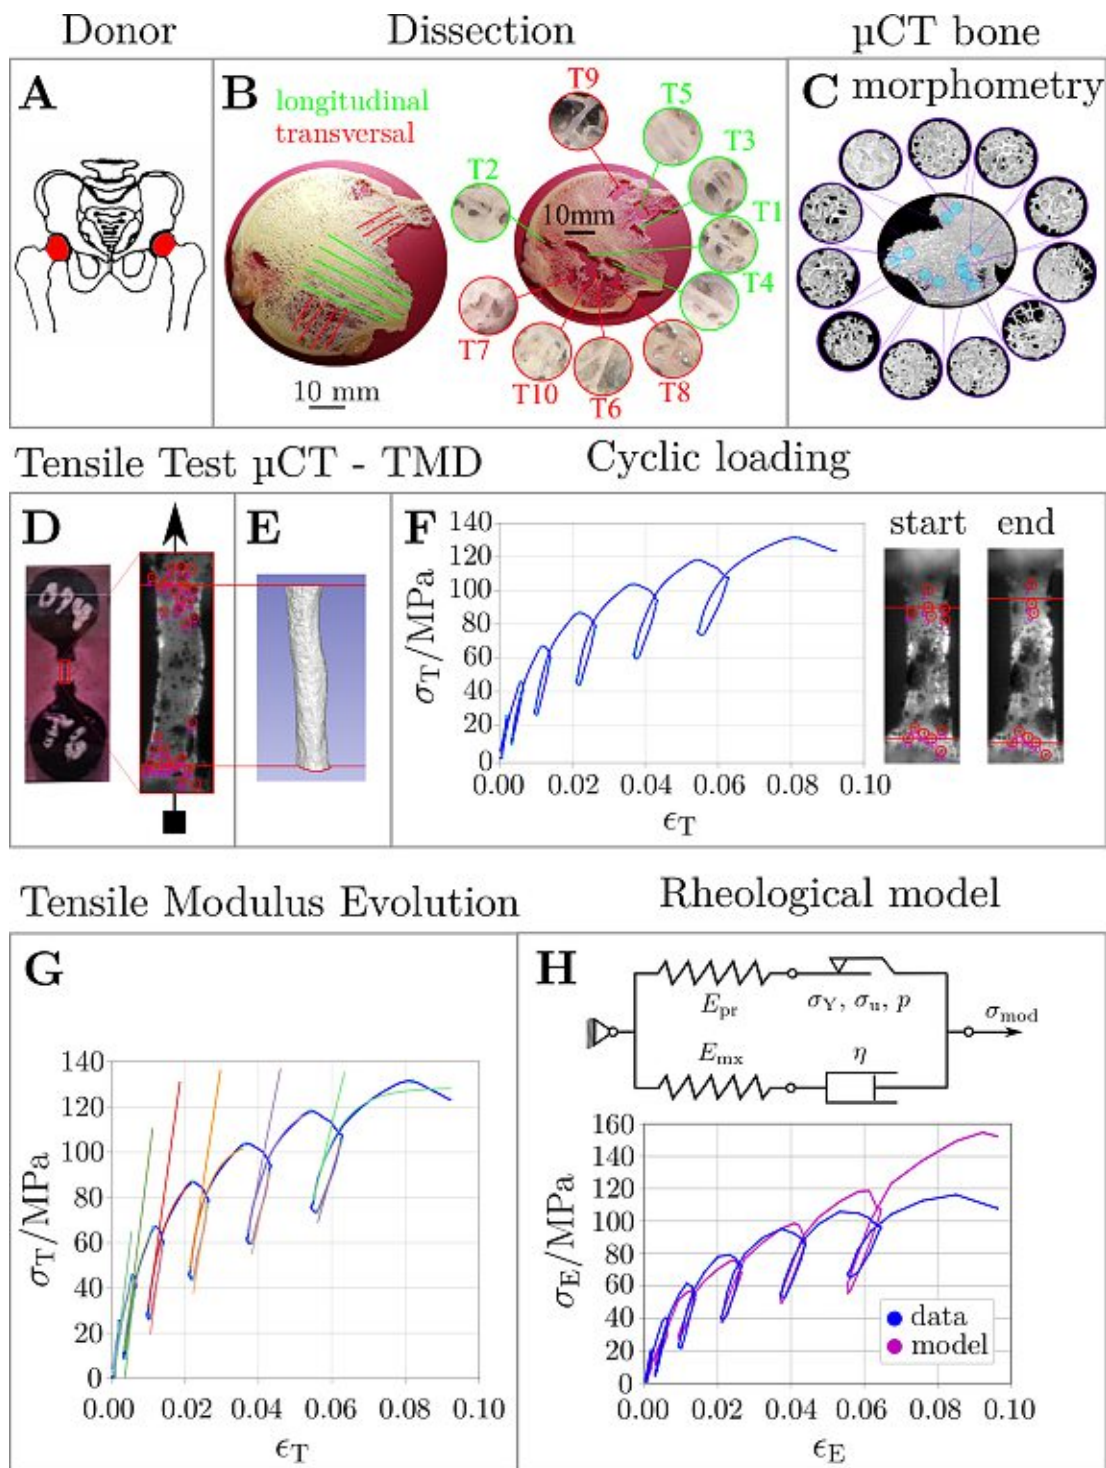 Donor
Dissection
µCT bone
morphometry
A
B
longitudinal
transversal
10 mm
T9
T5
T3
T2
T1
10mm
T4
T7
T10
T6
T8
C
Tensile Test
µCT - TMD
Cyclic loading
D
E
F
140
120
100
80
60
40
20
0
σT/MPa
0.00 0.02 0.04 0.06 0.08 0.10
ϵT
start
end
Tensile Modulus Evolution
Rheological model
G
140
120
100
80
60
40
20
0
σT/MPa
0.00 0.02 0.04 0.06 0.08 0.10
ϵT
H
Epr
σY, σu, p
σmod
Emx
η
160
140
120
100
80
60
40
20
0
σE/MPa
data
model
0.00 0.02 0.04 0.06 0.08 0.10
ϵE